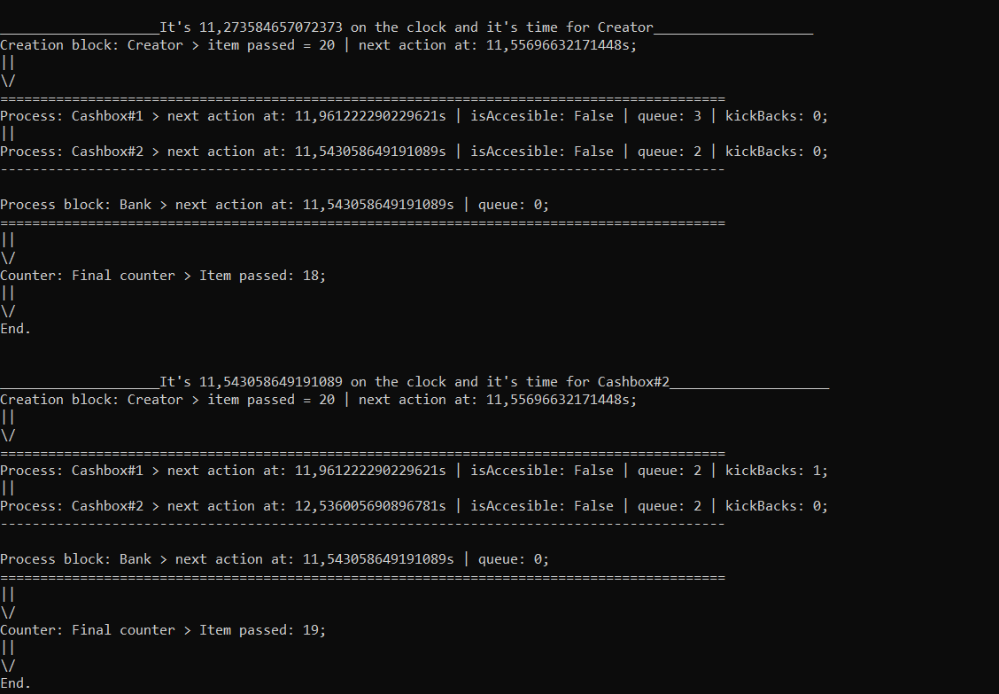 ____________________It's 11,273584657072373 on the clock and it's time for Creator____________________
Creation block: Creator > item passed = 20 | next action at: 11,55696632171448s;
||
\/
===========================================================================================
Process: Cashbox#1 > next action at: 11,961222290229621s | isAccesible: False | queue: 3 | kickBacks: 0;
||
Process: Cashbox#2 > next action at: 11,543058649191089s | isAccesible: False | queue: 2 | kickBacks: 0;
-------------------------------------------------------------------------------------------
Process block: Bank > next action at: 11,543058649191089s | queue: 0;
===========================================================================================
||
\/
Counter: Final counter > Item passed: 18;
||
\/
End.
____________________It's 11,543058649191089 on the clock and it's time for Cashbox#2____________________
Creation block: Creator > item passed = 20 | next action at: 11,55696632171448s;
||
\/
===========================================================================================
Process: Cashbox#1 > next action at: 11,961222290229621s | isAccesible: False | queue: 2 | kickBacks: 1;
||
Process: Cashbox#2 > next action at: 12,536005690896781s | isAccesible: False | queue: 2 | kickBacks: 0;
-------------------------------------------------------------------------------------------
Process block: Bank > next action at: 11,543058649191089s | queue: 0;
===========================================================================================
||
\/
Counter: Final counter > Item passed: 19;
||
\/
End.